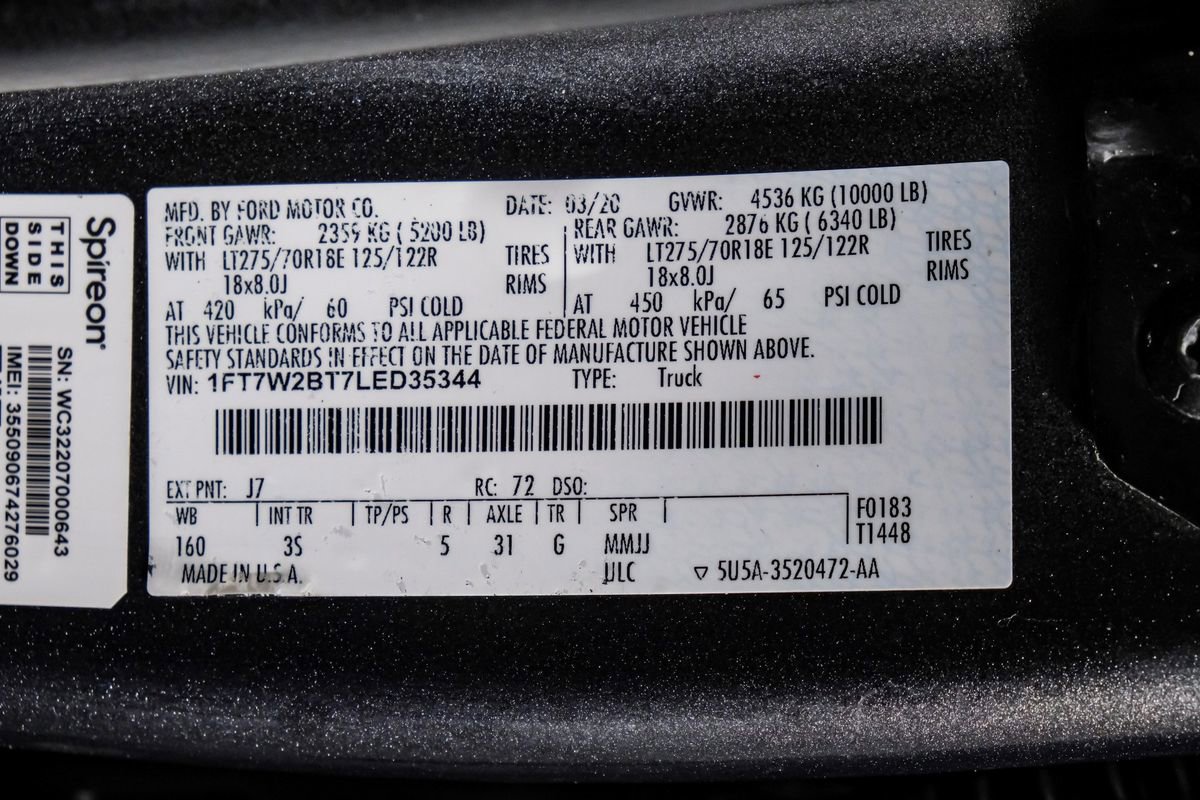 MFD. BY FORD MOTOR CO. DATE: 03/20 GVWR: 4536 KG (10000 LB)
FRONT GAWR: 2359 KG ( 5200 LB) REAR GAWR: 2876 KG ( 6340 LB)
WITH LT275/70R18E 125/122R TIRES WITH LT275/70R18E 125/122R TIRES
18x8.0J RIMS 18x8.0J RIMS
AT 420 kPa/ 60 PSI COLD AT 450 kPa/ 65 PSI COLD
THIS VEHICLE CONFORMS TO ALL APPLICABLE FEDERAL MOTOR VEHICLE
SAFETY STANDARDS IN EFFECT ON THE DATE OF MANUFACTURE SHOWN ABOVE.
VIN: 1FT7W2BT7LED35344 TYPE: Truck
EXT PNT: J7 RC: 72 DSO:
WB INT TR TP/PS R AXLE TR SPR F0183
T1448
160 3S 5 31 G MMJJ
MADE IN U.S.A. ULC ▽ 5U5A-3520472-AA
Spireon
THIS
SIDE
DOWN
SN: WC32207000643
IMEI: 355090674276029